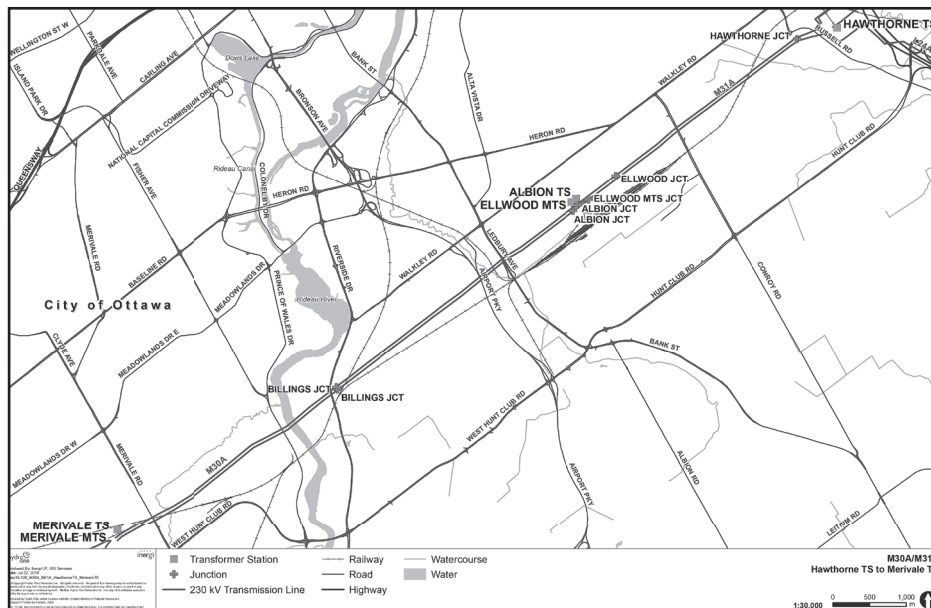 HAWTHORNE TS
HAWTHORNE JCT
RUSSELL RD
WELLINGTON ST W
PARKDALE AVE
CARLING AVE
Dows Lake
BANK ST
WALKLEY RD
M31A
ISLAND PARK DR
NATIONAL CAPITAL COMMISSION DRIVEWAY
BRONSON AVE
ALTA VISTA DR
HERON RD
HUNT CLUB RD
QUEENSWAY
FISHER AVE
Rideau Canal
COLONEL BY DR
HERON RD
ELLWOOD JCT
ALBION TS
ELLWOOD MTS
ELLWOOD MTS JCT
ALBION JCT
ALBION JCT
MERIVALE RD
BASELINE RD
MEADOWLANDS DR
RIVERSIDE DR
WALKLEY RD
LEDBURY AVE
AIRPORT PKY
HUNT CLUB RD
CONROY RD
City of Ottawa
PRINCE OF WALES DR
Rideau River
CLYDE AVE
MEADOWLANDS DR E
BANK ST
BILLINGS JCT
BILLINGS JCT
WEST HUNT CLUB RD
MEADOWLANDS DR W
MERIVALE RD
M30A
AIRPORT PKY
ALBION RD
LEITRIM RD
WEST HUNT CLUB RD
MERIVALE TS
MERIVALE MTS
hydro
one
inergi
Transformer Station
Junction
230 kV Transmission Line
Railway
Road
Highway
Watercourse
Water
M30A/M31
Hawthorne TS to Merivale T
1:30,000
0 500 1,000
m